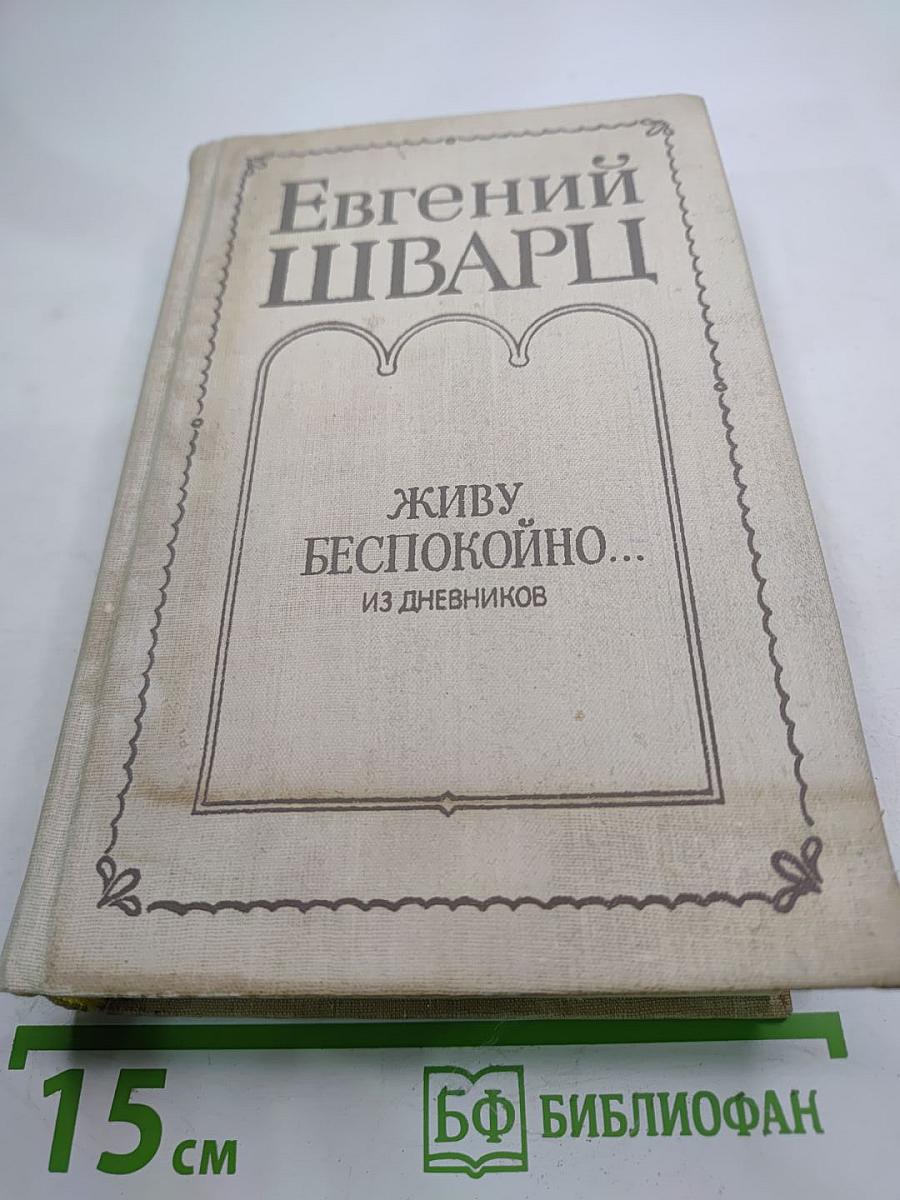 Евгений
ШВАРЦ
ЖИВУ
БЕСПОКОЙНО...
ИЗ ДНЕВНИКОВ
15 см
БФ БИБЛИОФАН